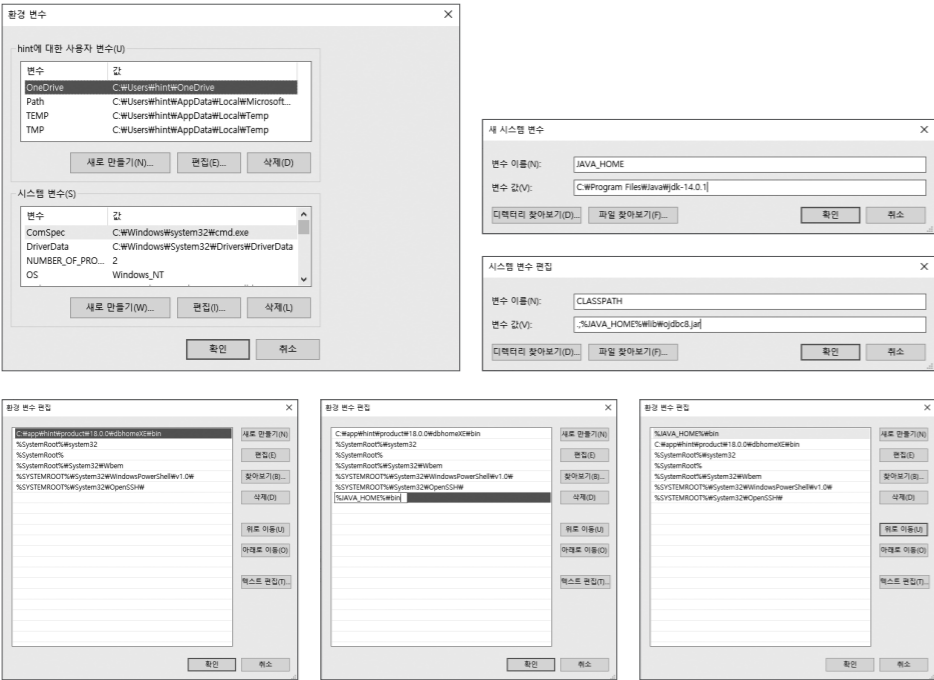 환경 변수
hint에 대한 사용자 변수(U)
변수 값
OneDrive C:₩Users₩hint₩OneDrive
Path C:₩Users₩hint₩AppData₩Local₩Microsoft...
TEMP C:₩Users₩hint₩AppData₩Local₩Temp
TMP C:₩Users₩hint₩AppData₩Local₩Temp
새로 만들기(N)... 편집(E)... 삭제(D)
시스템 변수(S)
변수 값
ComSpec C:₩Windows₩system32₩cmd.exe
DriverData C:₩Windows₩System32₩Drivers₩DriverData
NUMBER_OF_PRO... 2
OS Windows_NT
새로 만들기(W)... 편집(I)... 삭제(L)
확인 취소
새 시스템 변수
변수 이름(N): JAVA_HOME
변수 값(V): C:₩Program Files₩Java₩jdk-14.0.1
디렉터리 찾아보기(D)... 파일 찾아보기(F)... 확인 취소
시스템 변수 편집
변수 이름(N): CLASSPATH
변수 값(V): .;%JAVA_HOME%₩lib₩ojdbc8.jar
디렉터리 찾아보기(D)... 파일 찾아보기(F)... 확인 취소
환경 변수 편집
C:₩app₩hint₩product₩18.0.0₩dbhomeXE₩bin
%SystemRoot%₩system32
%SystemRoot%
%SystemRoot%₩System32₩Wbem
%SYSTEMROOT%₩System32₩WindowsPowerShell₩v1.0₩
%SYSTEMROOT%₩System32₩OpenSSH₩
새로 만들기(N)
편집(E)
찾아보기(B)...
삭제(D)
위로 이동(U)
아래로 이동(O)
텍스트 편집(T)...
확인 취소
환경 변수 편집
C:₩app₩hint₩product₩18.0.0₩dbhomeXE₩bin
%SystemRoot%₩system32
%SystemRoot%
%SystemRoot%₩System32₩Wbem
%SYSTEMROOT%₩System32₩WindowsPowerShell₩v1.0₩
%SYSTEMROOT%₩System32₩OpenSSH₩
%JAVA_HOME%₩bin
새로 만들기(N)
편집(E)
찾아보기(B)...
삭제(D)
위로 이동(U)
아래로 이동(O)
텍스트 편집(T)...
확인 취소
환경 변수 편집
%JAVA_HOME%₩bin
C:₩app₩hint₩product₩18.0.0₩dbhomeXE₩bin
%SystemRoot%₩system32
%SystemRoot%
%SystemRoot%₩System32₩Wbem
%SYSTEMROOT%₩System32₩WindowsPowerShell₩v1.0₩
%SYSTEMROOT%₩System32₩OpenSSH₩
새로 만들기(N)
편집(E)
찾아보기(B)...
삭제(D)
위로 이동(U)
아래로 이동(O)
텍스트 편집(T)...
확인 취소